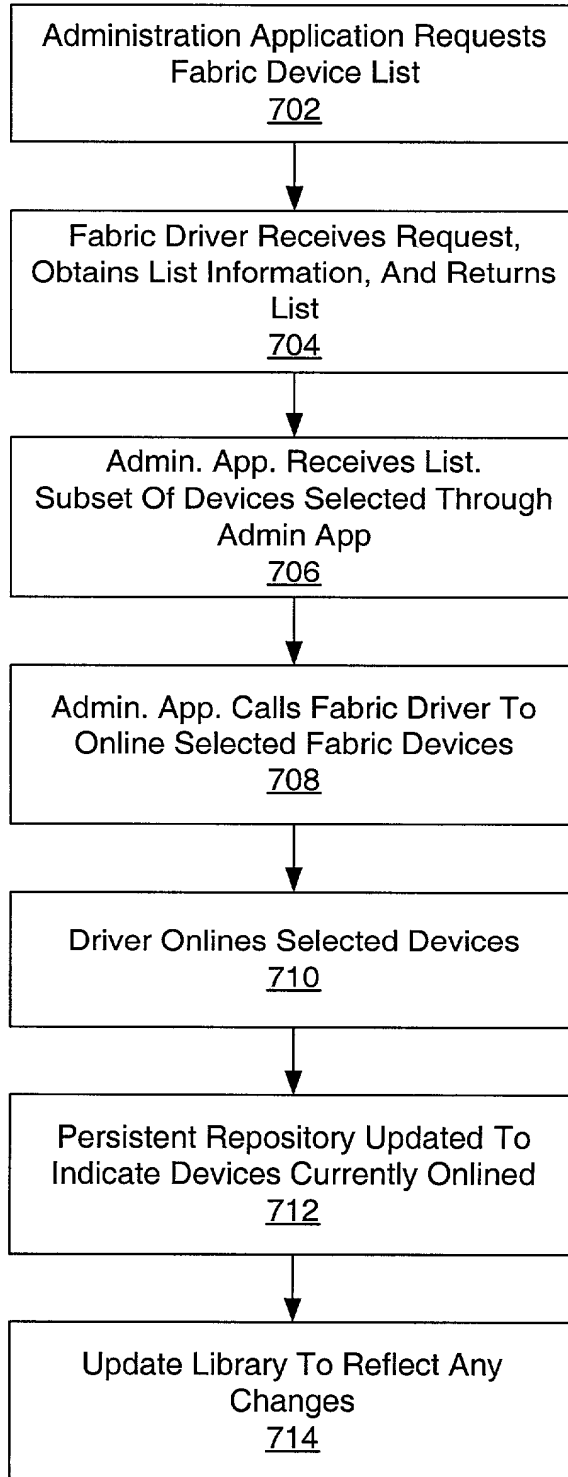 Administration Application Requests
Fabric Device List
702
Fabric Driver Receives Request,
Obtains List Information, And Returns
List
704
Admin. App. Receives List.
Subset Of Devices Selected Through
Admin App
706
Admin. App. Calls Fabric Driver To
Online Selected Fabric Devices
708
Driver Onlines Selected Devices
710
Persistent Repository Updated To
Indicate Devices Currently Onlined
712
Update Library To Reflect Any
Changes
714